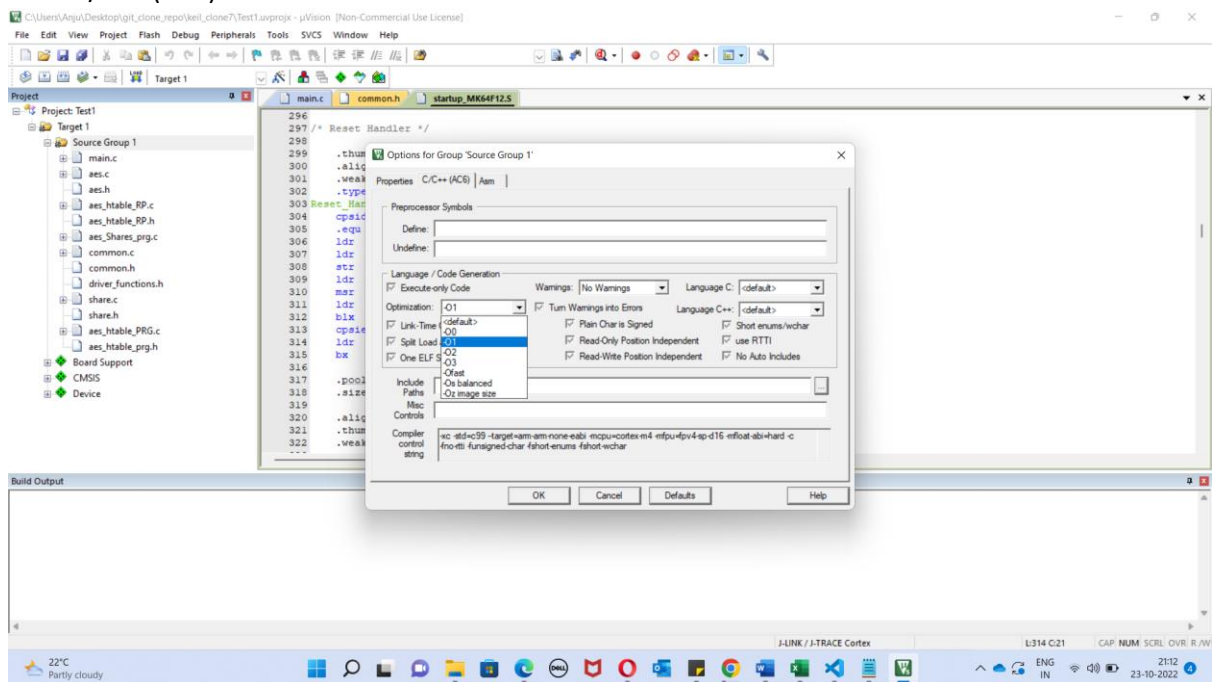 C:\Users\Anju\Desktop\git_clone_repo\keil_clone7\Test1.uvprojx - µVision [Non-Commercial Use License]
File Edit View Project Flash Debug Peripherals Tools SVCS Window Help
Target 1
Project
main.c common.h startup_MK64F12.S
Project: Test1
Target 1
Source Group 1
main.c
aes.c
aes.h
aes_htable_RP.c
aes_htable_RP.h
aes_Shares_prg.c
common.c
common.h
driver_functions.h
share.c
share.h
aes_htable_PRG.c
aes_htable_prg.h
Board Support
CMSIS
Device
296
297 /* Reset Handler */
298
299 .thum
300 .alig
301 .weak
302 .type
303 Reset_Har
304 cpsid
305 .equ
306 ldr
307 ldr
308 str
309 ldr
310 msr
311 ldr
312 blx
313 cpsie
314 ldr
315 bx
316
317 .pool
318 .size
319
320 .alig
321 .thum
322 .weak
Options for Group 'Source Group 1'
Properties C/C++ (AC6) Asm
Preprocessor Symbols
Define:
Undefine:
Language / Code Generation
Execute-only Code Warnings: No Warnings Language C: <default>
Optimization: -O1 Turn Warnings into Errors Language C++: <default>
Link-Time Plain Char is Signed Short enums/wchar
Split Load Read-Only Position Independent use RTTI
One ELF S Read-Write Position Independent No Auto Includes
<default>
-O0
-O1
-O2
-O3
-Ofast
-Os balanced
-Oz image size
Include Paths
...
Misc Controls
Compiler control string
-xc -std=c99 --target=arm-arm-none-eabi -mcpu=cortex-m4 -mfpu=fpv4-sp-d16 -mfloat-abi=hard -c
-fno-rtti -funsigned-char -fshort-enums -fshort-wchar
OK Cancel Defaults Help
Build Output
J-LINK / J-TRACE Cortex L:314 C:21 CAP NUM SCRL OVR R/W
22°C
Partly cloudy
DELL
ENG
IN
21:12
23-10-2022
4